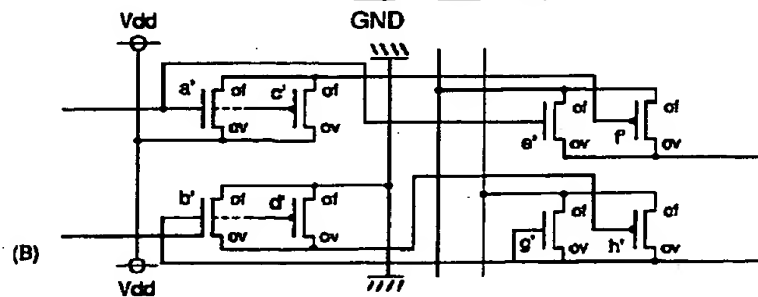 Vdd
GND
a'
of
c'
of
of
of
ov
ov
e'
ov
f'
ov
b'
of
d'
of
of
of
ov
ov
g'
ov
h'
ov
(B)
Vdd